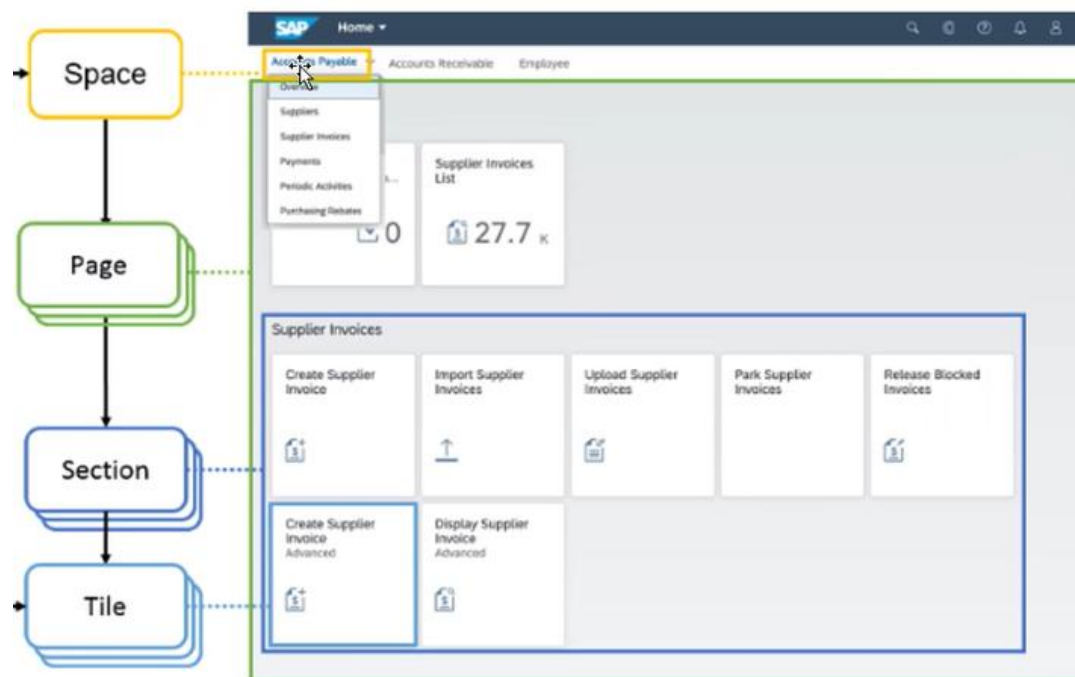 SAP Home
Space
Accounts Payable Accounts Receivable Employee
Overview
Suppliers
Supplier Invoices
Payments
Periodic Activities
Purchasing Rebates
Supplier Invoices
List
0
27.7 K
Page
Supplier Invoices
Create Supplier
Invoice
Import Supplier
Invoices
Upload Supplier
Invoices
Park Supplier
Invoices
Release Blocked
Invoices
Section
Create Supplier
Invoice
Advanced
Display Supplier
Invoice
Advanced
Tile